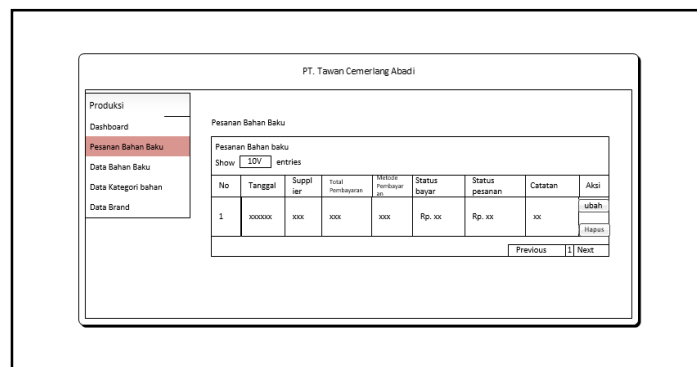 PT. Tawan Cemerlang Abadi
Produksi
Dashboard
Pesanan Bahan Baku
Data Bahan Baku
Data Kategori bahan
Data Brand
Pesanan Bahan Baku
Pesanan Bahan baku
Show 10V entries
No Tanggal Suppl ier Total Pembayaran Metode Pembayar an Status bayar Status pesanan Catatan Aksi
1 xxxxxx xxx xxx xxx Rp. xx Rp. xx xx ubah
Hapus
Previous 1 Next